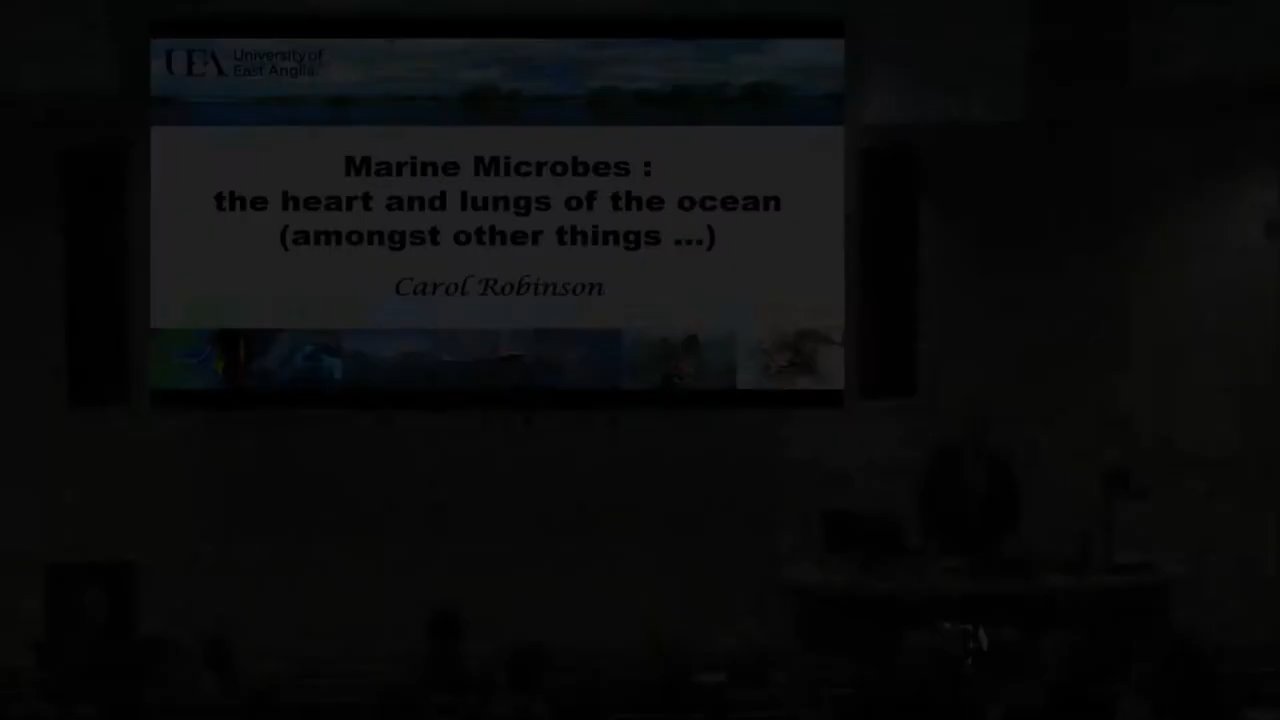 UEA University of
East Anglia
Marine Microbes :
the heart and lungs of the ocean
(amongst other things ...)
Carol Robinson